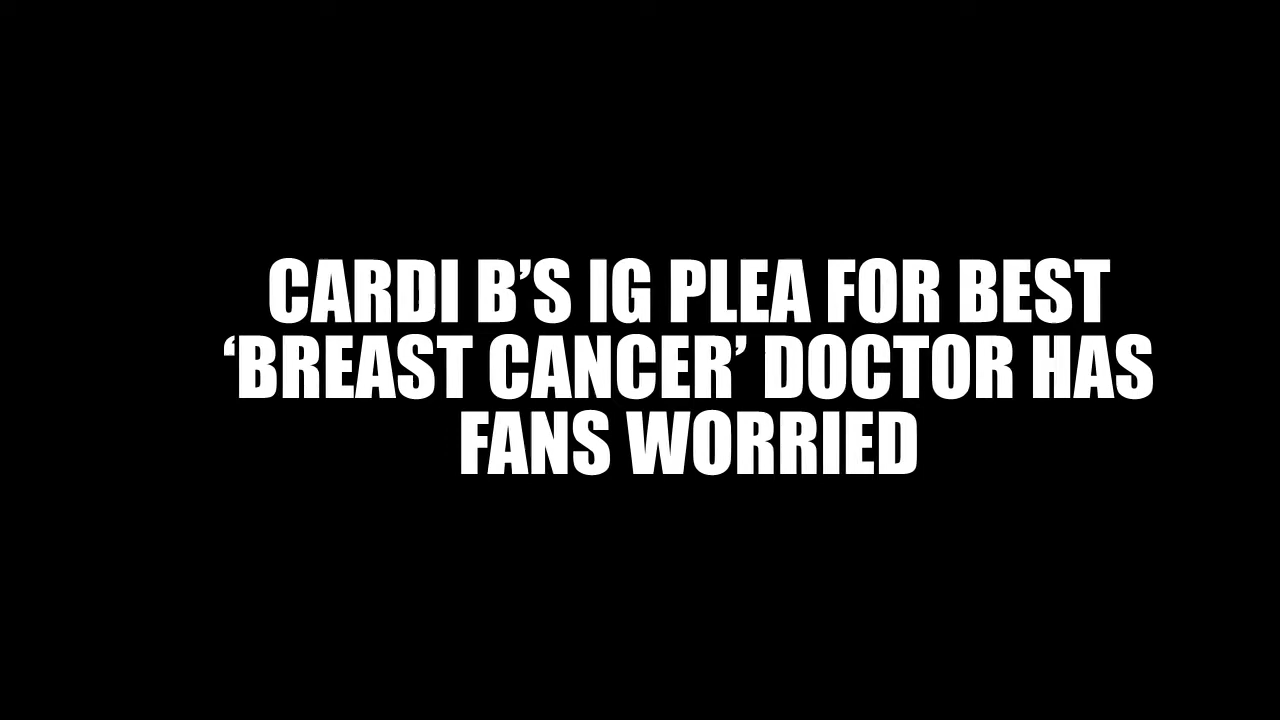 CARDI B’S IG PLEA FOR BEST
‘BREAST CANCER’ DOCTOR HAS
FANS WORRIED